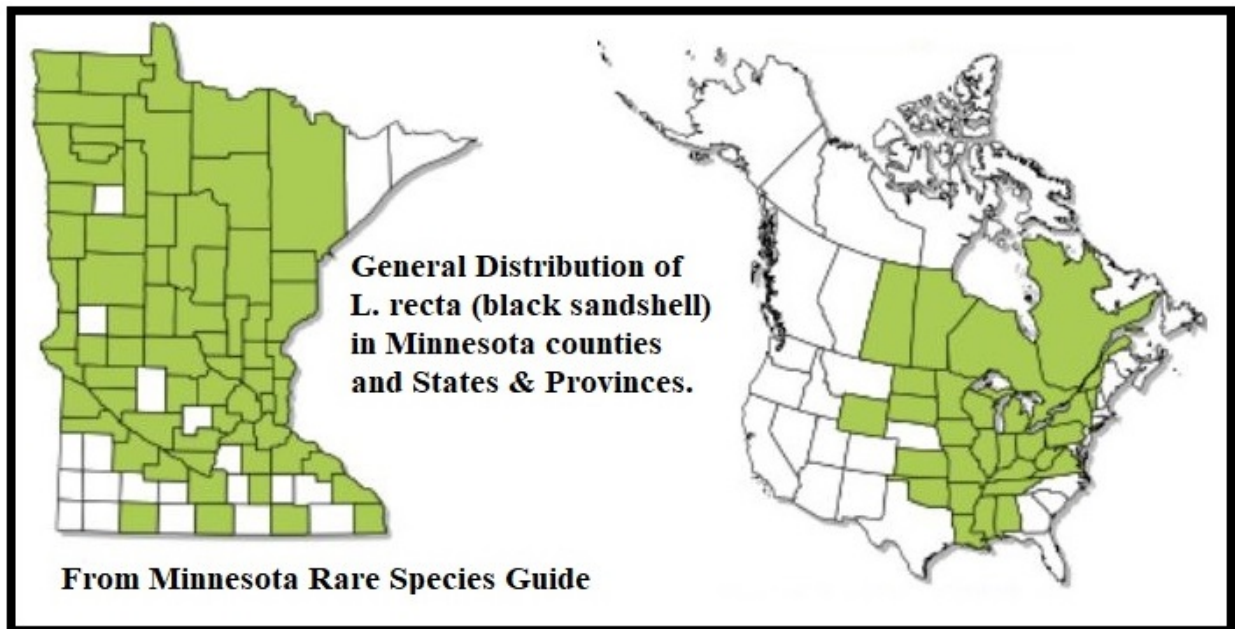 General Distribution of
L. recta (black sandshell)
in Minnesota counties
and States & Provinces.
From Minnesota Rare Species Guide